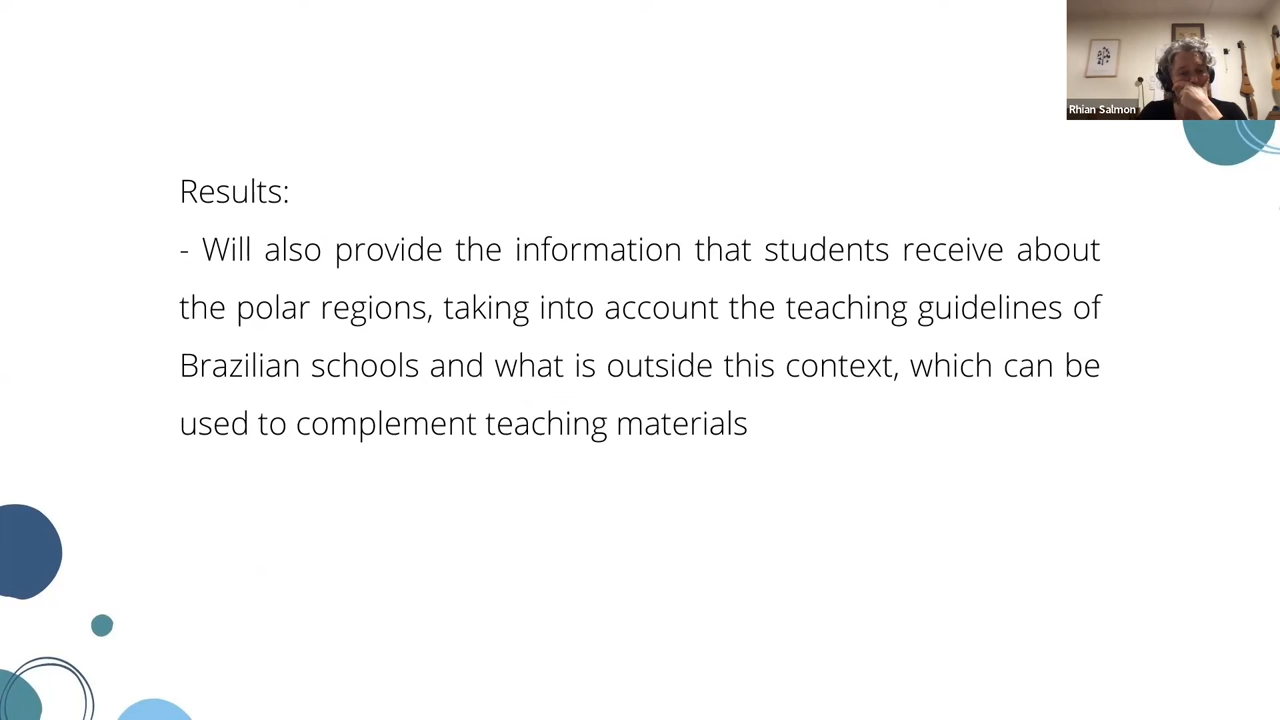 Rhian Salmon
Results:
- Will also provide the information that students receive about
the polar regions, taking into account the teaching guidelines of
Brazilian schools and what is outside this context, which can be
used to complement teaching materials